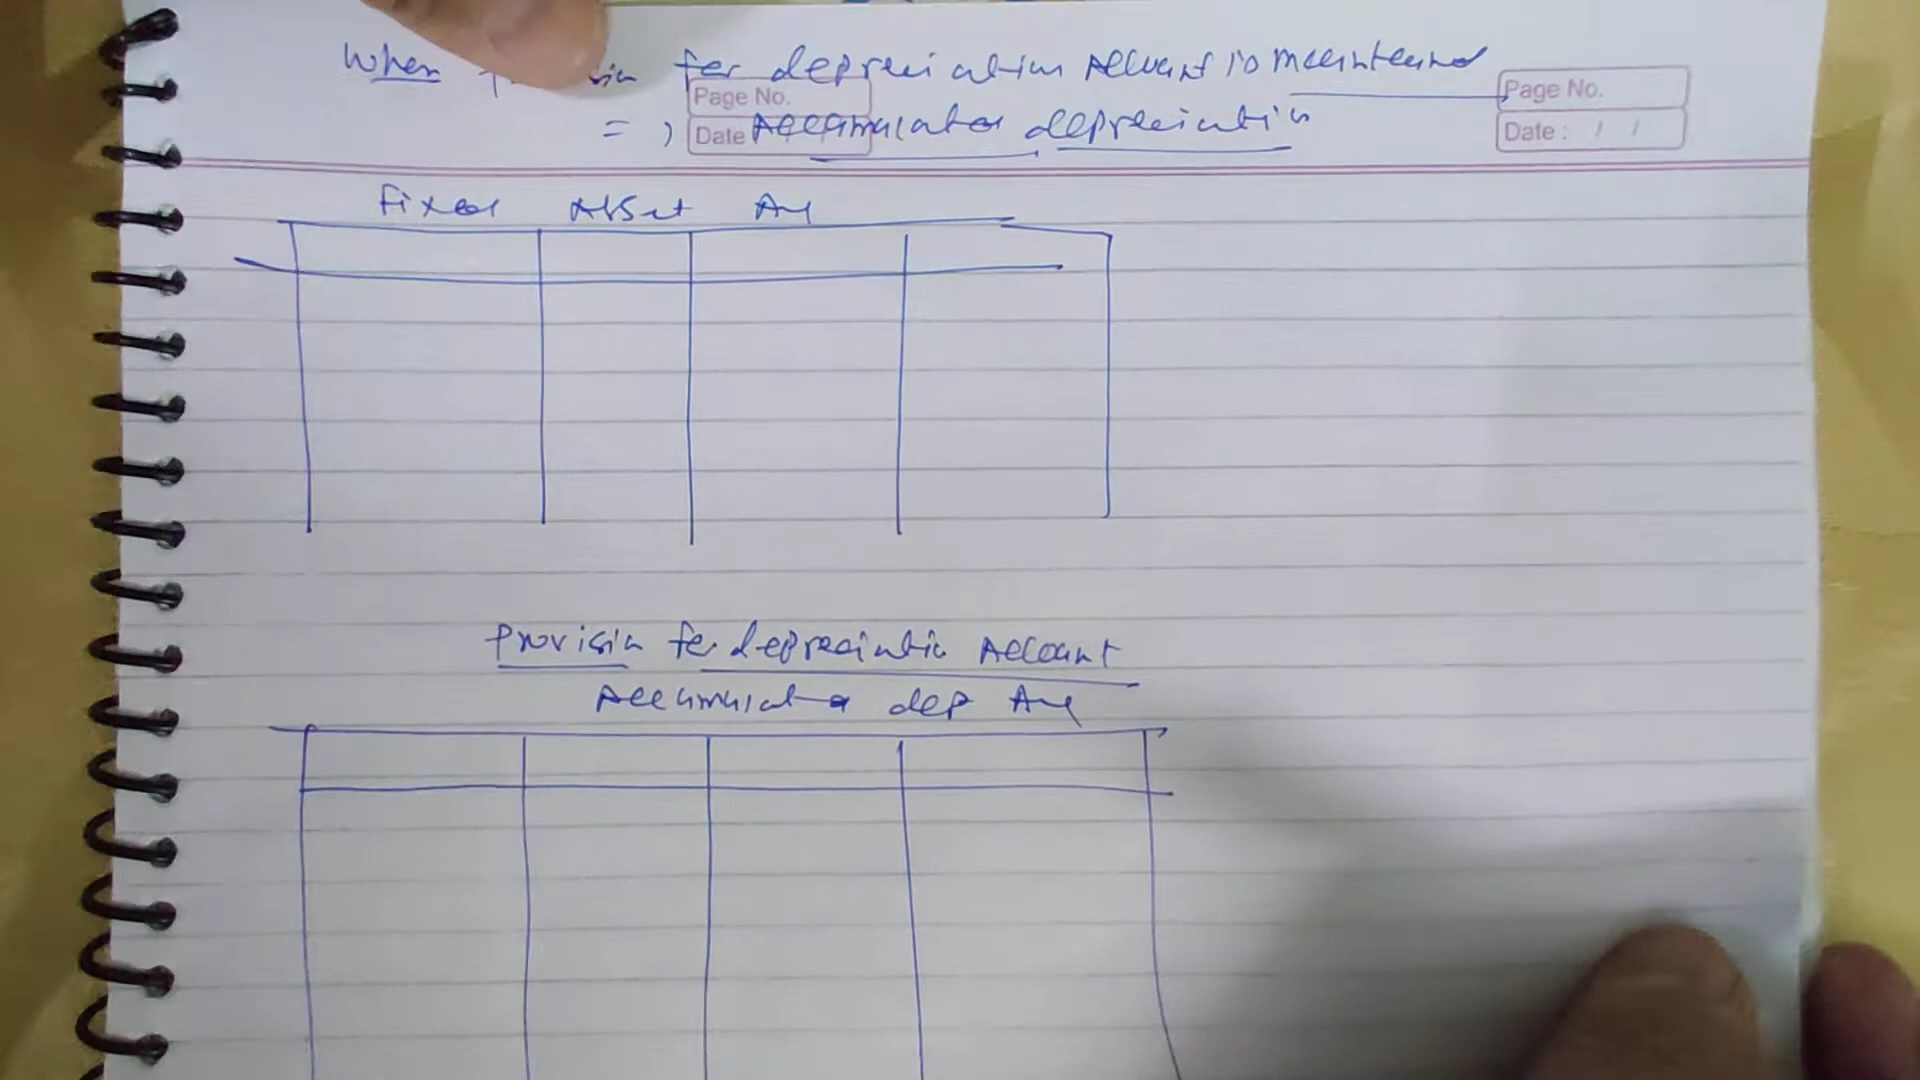 When for depreciation Account is maintained
Page No.
Page No.
= ) Accumulated depreciation
Date
Date : / /
Fixed Asset A/c
Provision for depreciation Account
Accumulated dep A/c